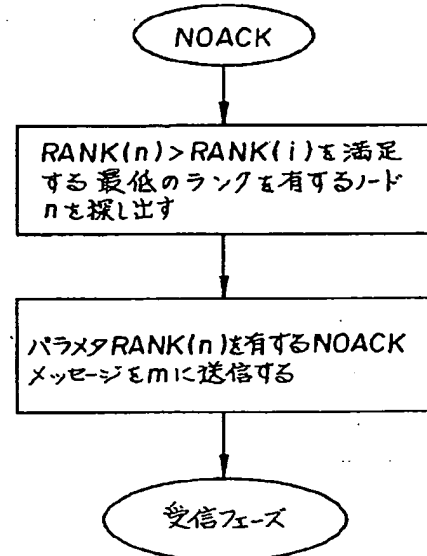 NOACK
RANK(n)>RANK(i)を満足
する最低のランクを有するノード
nを探し出す
パラメタRANK(n)を有するNOACK
メッセージをmに送信する
受信フェーズ